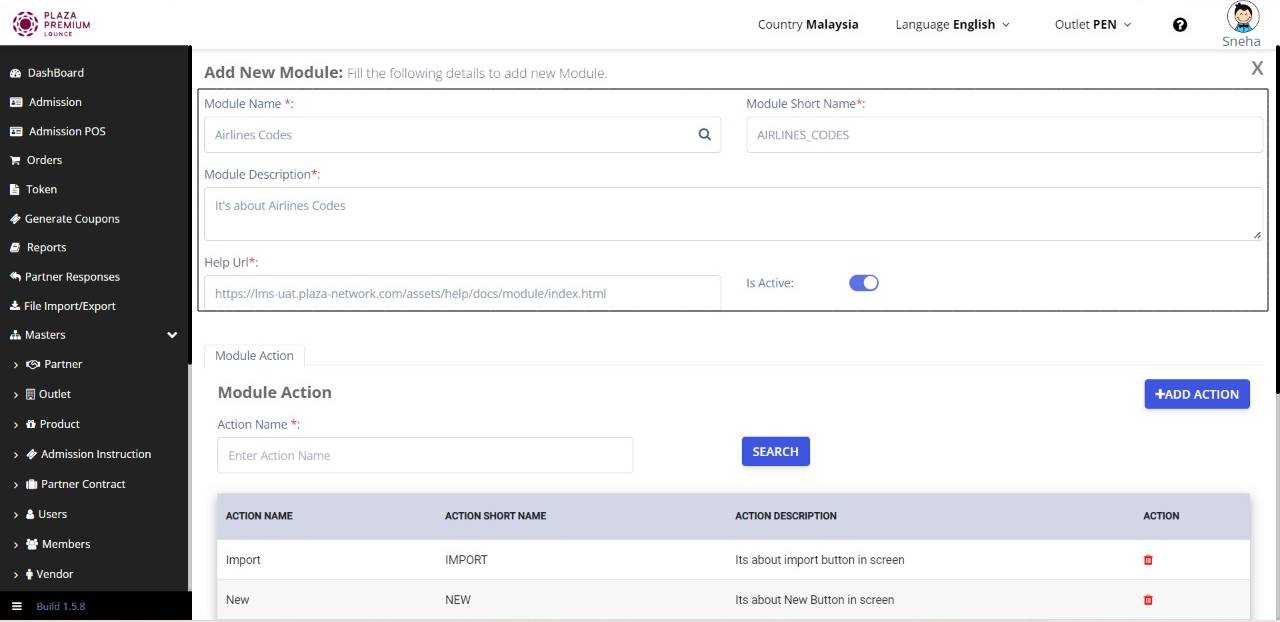 PLAZA
PREMIUM
LOUNGE
Country Malaysia
Language English
Outlet PEN
Sneha
DashBoard
Admission
Admission POS
Orders
Token
Generate Coupons
Reports
Partner Responses
File Import/Export
Masters
Partner
Outlet
Product
Admission Instruction
Partner Contract
Users
Members
Vendor
Build 1.5.8
Add New Module: Fill the following details to add new Module.
X
Module Name *:
Module Short Name*:
Airlines Codes
AIRLINES_CODES
Module Description*:
It's about Airlines Codes
Help Url*:
https://lms-uat.plaza-network.com/assets/help/docs/module/index.html
Is Active:
Module Action
Module Action
+ADD ACTION
Action Name *:
Enter Action Name
SEARCH
ACTION NAME ACTION SHORT NAME ACTION DESCRIPTION ACTION
Import IMPORT Its about import button in screen
New NEW Its about New Button in screen